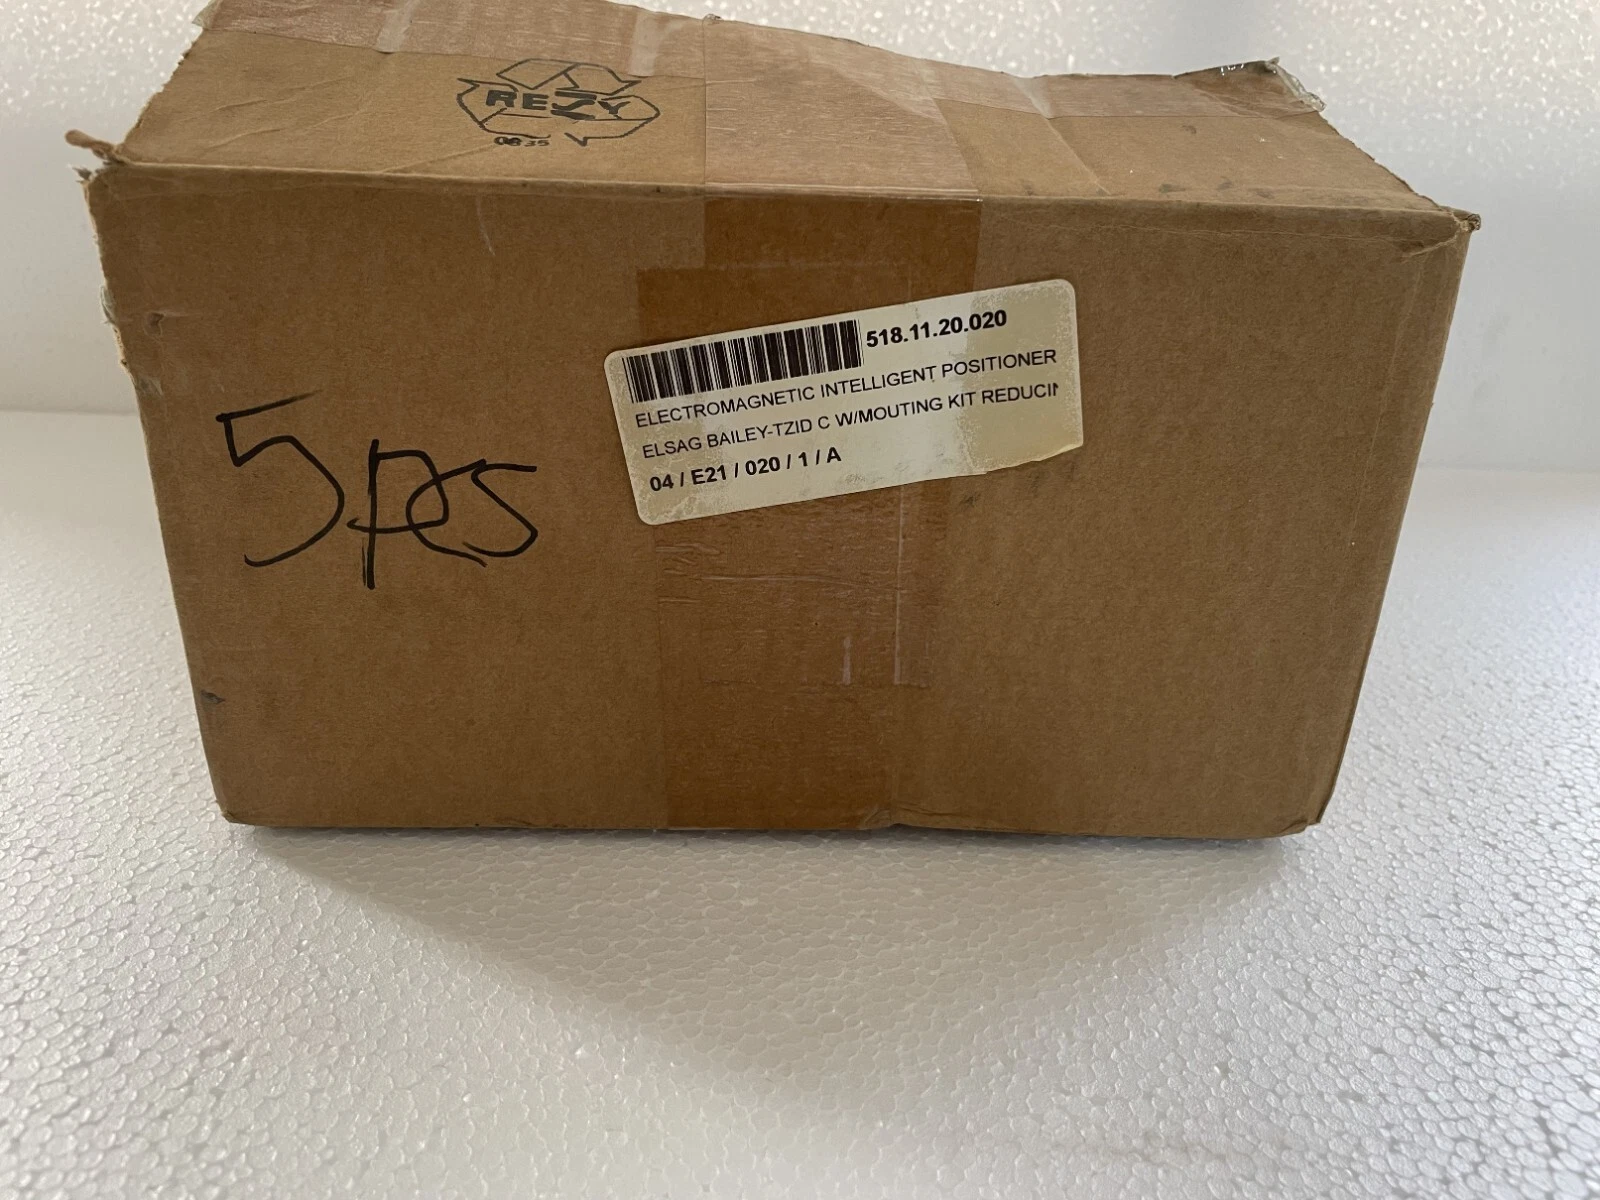 REZY
0835
518.11.20.020
ELECTROMAGNETIC INTELLIGENT POSITIONER
ELSAG BAILEY-TZID C W/MOUTING KIT REDUCIN
04 / E21 / 020 / 1 / A
5pcs